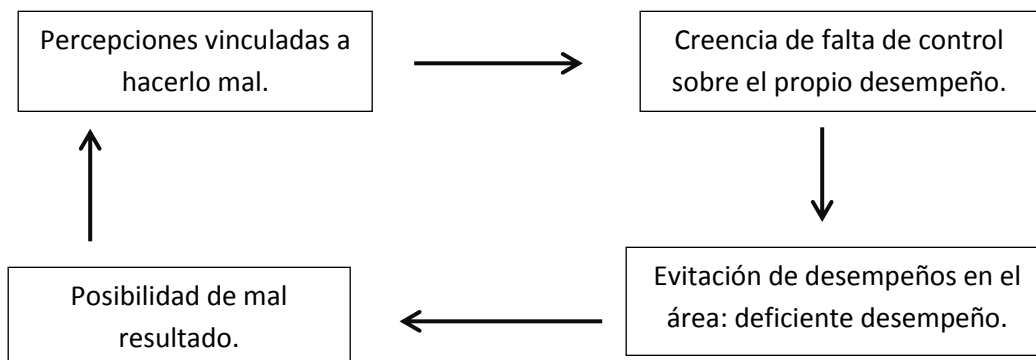 Percepciones vinculadas a
hacerlo mal.
Creencia de falta de control
sobre el propio desempeño.
Evitación de desempeños en el
área: deficiente desempeño.
Posibilidad de mal
resultado.